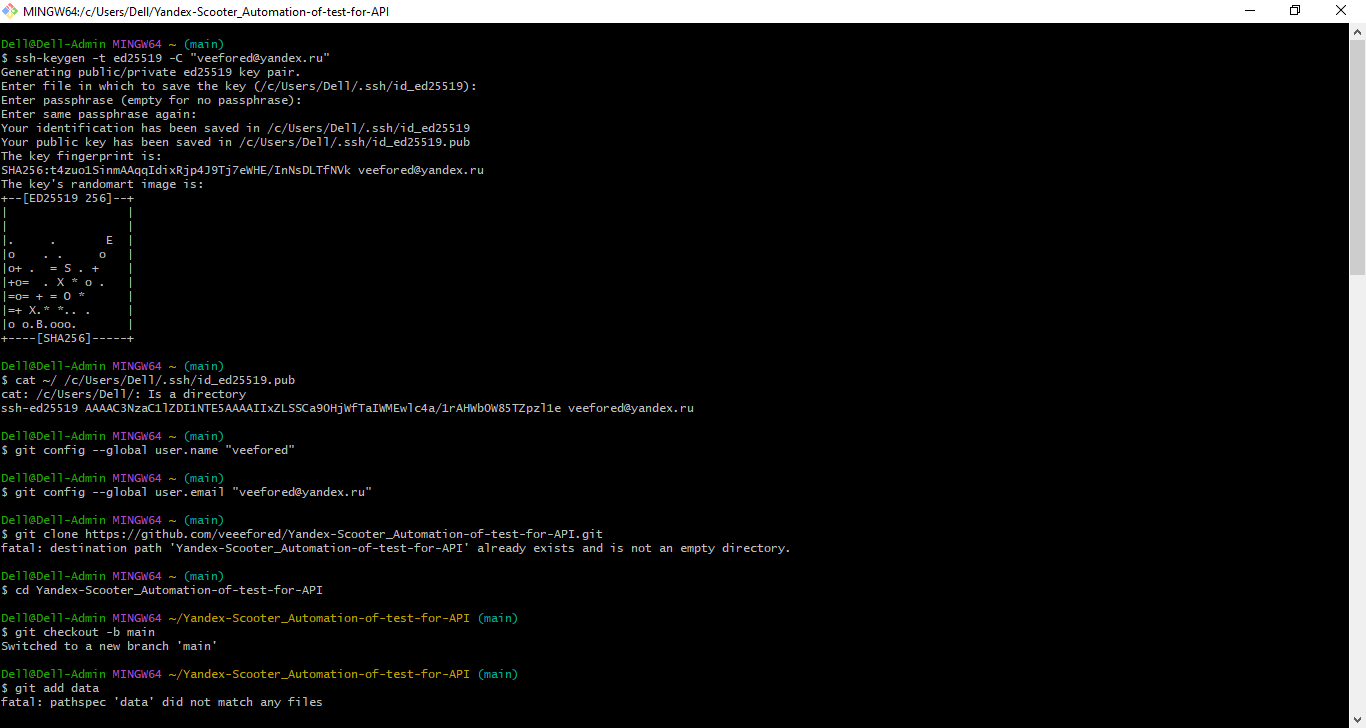 MINGW64:/c/Users/Dell/Yandex-Scooter_Automation-of-test-for-API
Dell@Dell-Admin MINGW64 ~ (main)
$ ssh-keygen -t ed25519 -C "veefored@yandex.ru"
Generating public/private ed25519 key pair.
Enter file in which to save the key (/c/Users/Dell/.ssh/id_ed25519):
Enter passphrase (empty for no passphrase):
Enter same passphrase again:
Your identification has been saved in /c/Users/Dell/.ssh/id_ed25519
Your public key has been saved in /c/Users/Dell/.ssh/id_ed25519.pub
The key fingerprint is:
SHA256:t4zuo1SinmAAqqIdixRjp4J9Tj7eWHE/InNsDLTfNVk veefored@yandex.ru
The key's randomart image is:
+--[ED25519 256]--+
|                 |
|                 |
|.     .       E  |
|o    . .     o   |
|o+ .  = S . +    |
|+o=  . X * o .   |
|=o= + = O *      |
|=+ X.* *.. .     |
|o o.B.ooo.       |
+----[SHA256]-----+
Dell@Dell-Admin MINGW64 ~ (main)
$ cat ~/ /c/Users/Dell/.ssh/id_ed25519.pub
cat: /c/Users/Dell/: Is a directory
ssh-ed25519 AAAAC3NzaC1lZDI1NTE5AAAAIIxZLSSCa9OHjWfTaIWMEwlc4a/1rAHWbOW85TZpzl1e veefored@yandex.ru
Dell@Dell-Admin MINGW64 ~ (main)
$ git config --global user.name "veefored"
Dell@Dell-Admin MINGW64 ~ (main)
$ git config --global user.email "veefored@yandex.ru"
Dell@Dell-Admin MINGW64 ~ (main)
$ git clone https://github.com/veeefored/Yandex-Scooter_Automation-of-test-for-API.git
fatal: destination path 'Yandex-Scooter_Automation-of-test-for-API' already exists and is not an empty directory.
Dell@Dell-Admin MINGW64 ~ (main)
$ cd Yandex-Scooter_Automation-of-test-for-API
Dell@Dell-Admin MINGW64 ~/Yandex-Scooter_Automation-of-test-for-API (main)
$ git checkout -b main
Switched to a new branch 'main'
Dell@Dell-Admin MINGW64 ~/Yandex-Scooter_Automation-of-test-for-API (main)
$ git add data
fatal: pathspec 'data' did not match any files